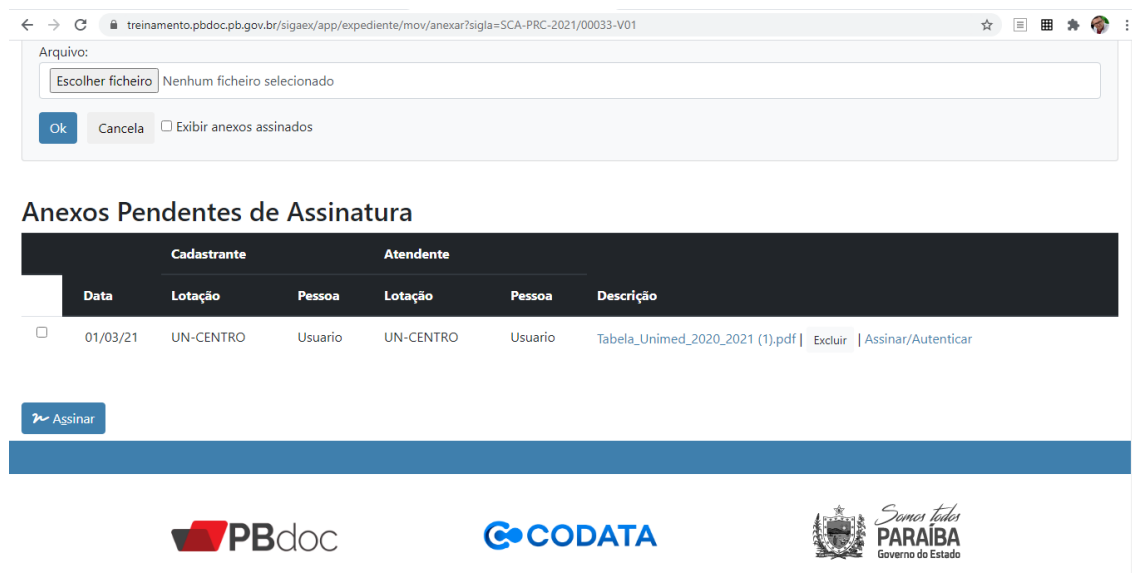 treinamento.pbdoc.pb.gov.br/sigaex/app/expediente/mov/anexar?sigla=SCA-PRC-2021/00033-V01
Arquivo:
Escolher ficheiro Nenhum ficheiro selecionado
Ok Cancela Exibir anexos assinados
Anexos Pendentes de Assinatura
Cadastrante Atendente
Data Lotação Pessoa Lotação Pessoa Descrição
01/03/21 UN-CENTRO Usuario UN-CENTRO Usuario Tabela_Unimed_2020_2021 (1).pdf | Excluir | Assinar/Autenticar
Assinar
PBdoc CODATA Somos todos
PARAÍBA
Governo do Estado